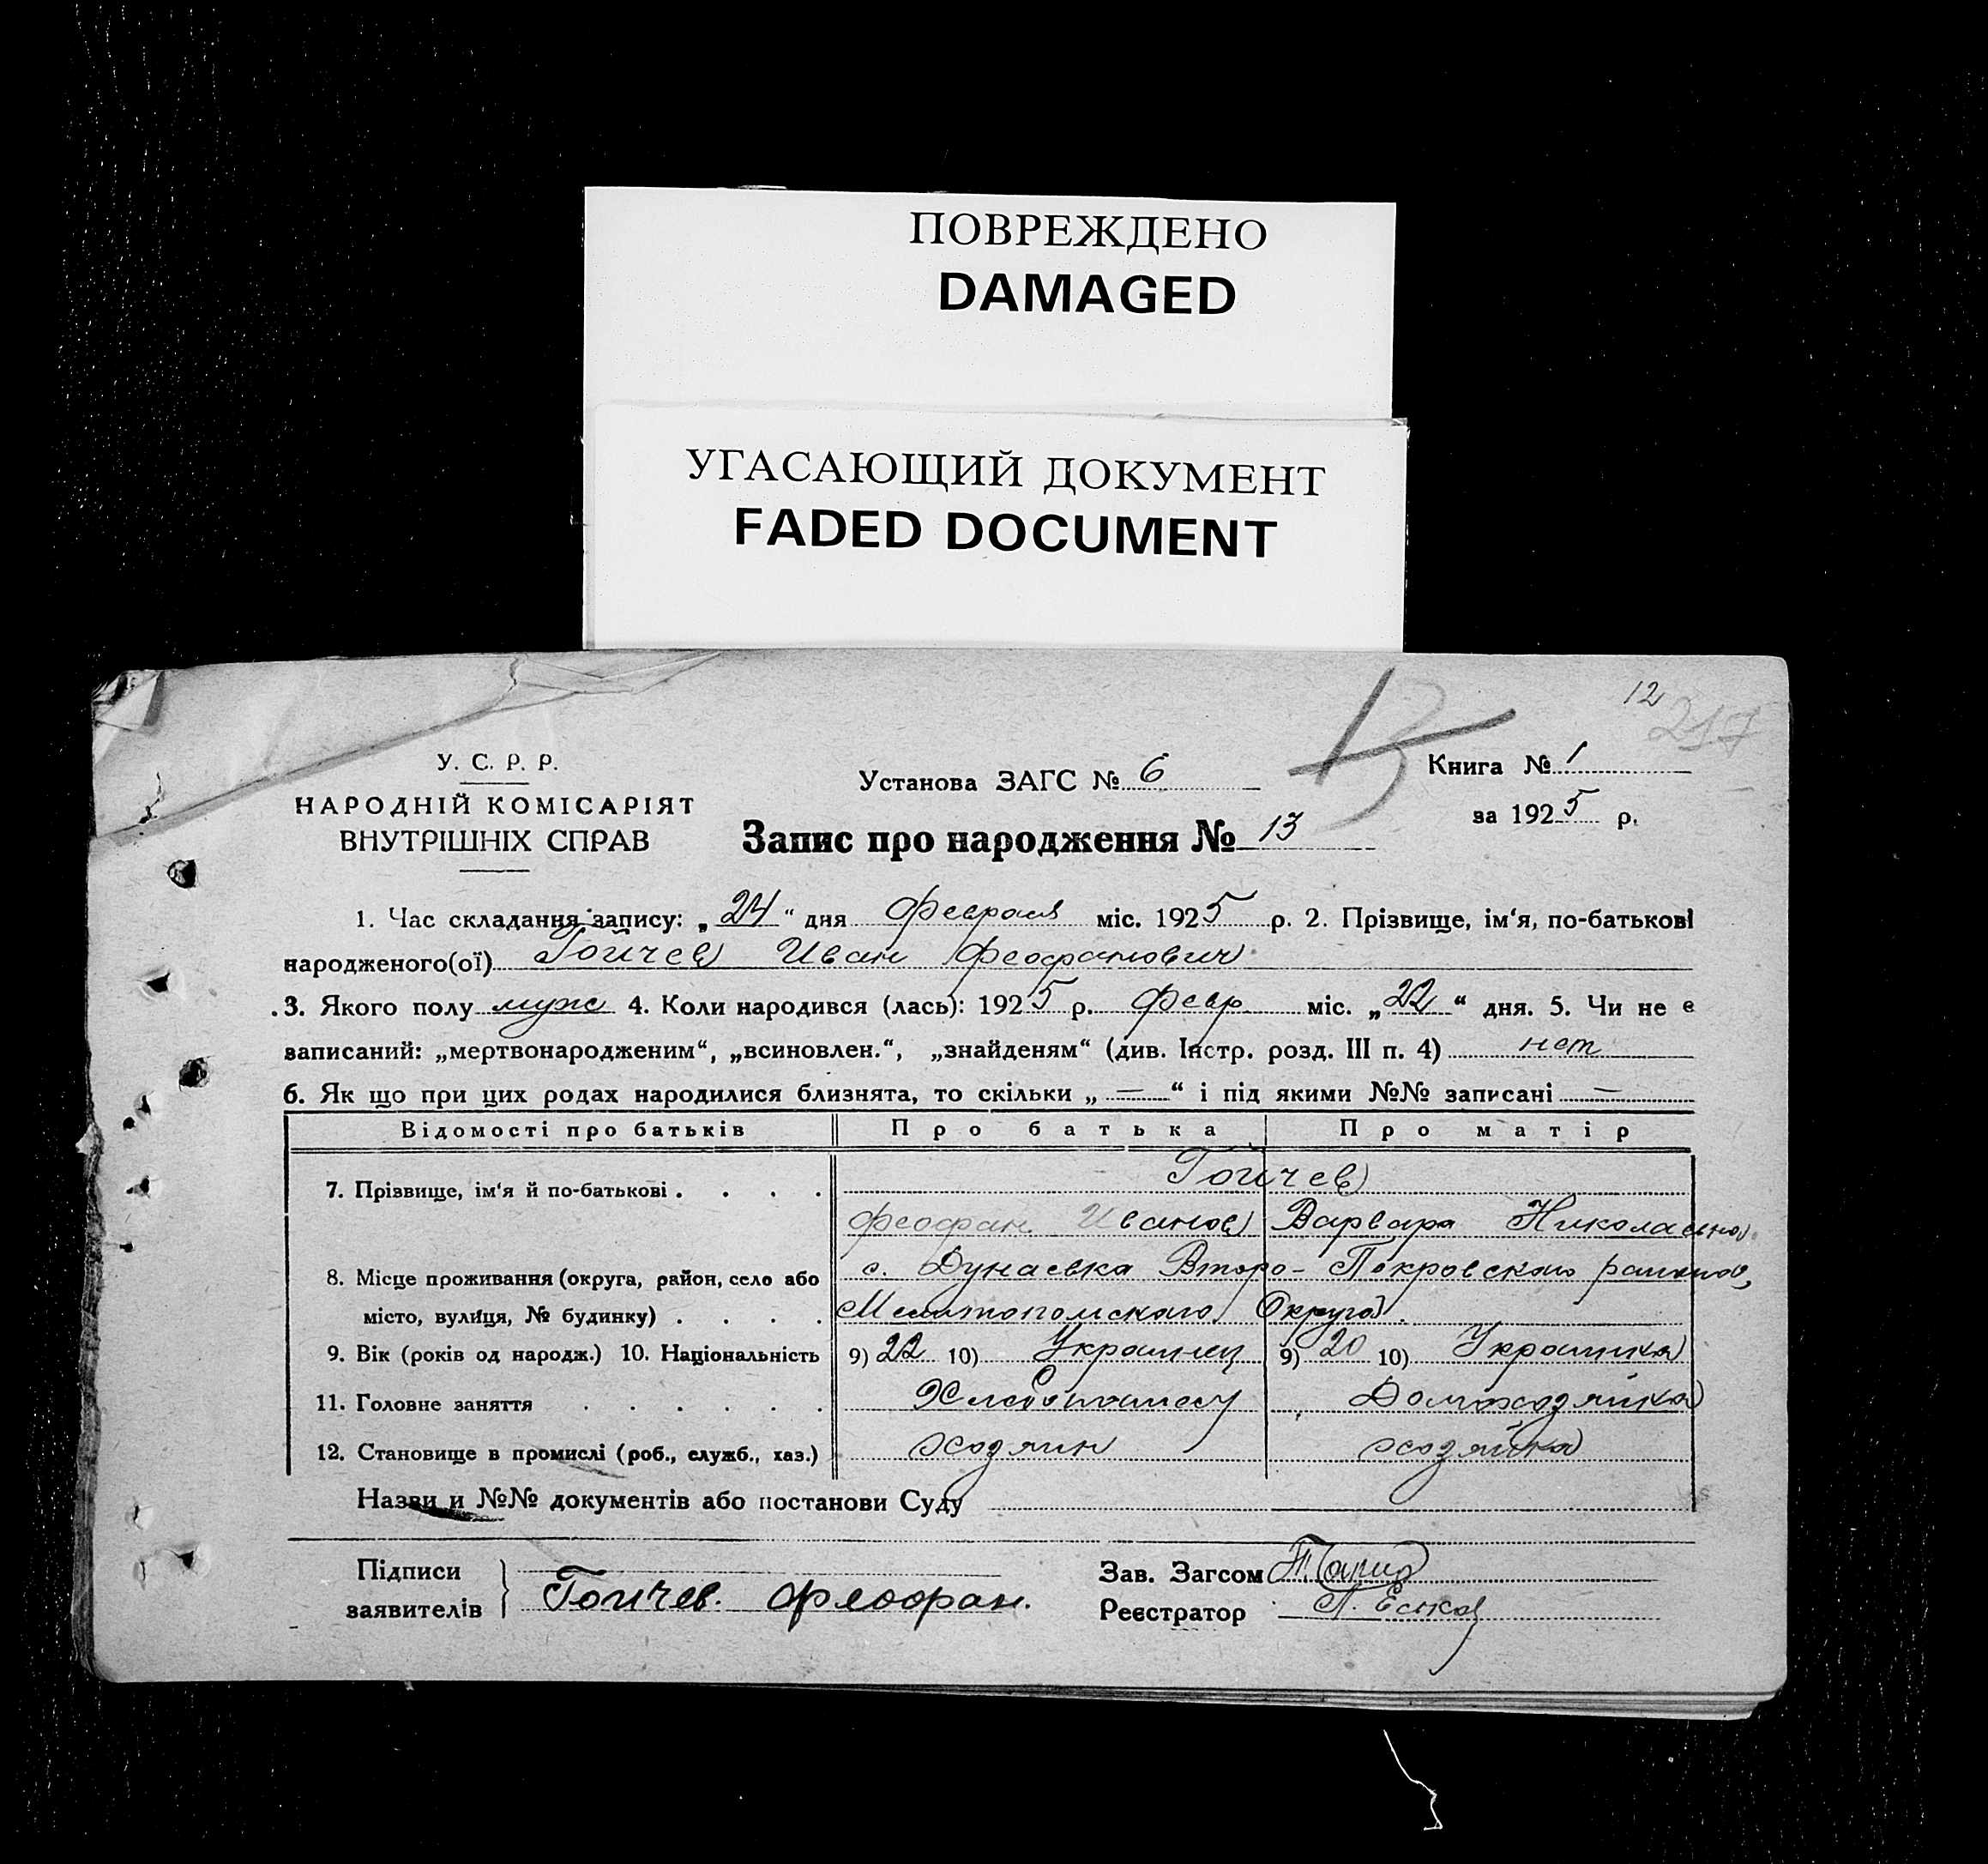 ПОВРЕЖДЕНО
DAMAGED
УГАСАЮЩИЙ ДОКУМЕНТ
FADED DOCUMENT
12
217
У. С. Р. Р.
НАРОДНІЙ КОМІСАРІЯТ
ВНУТРІШНІХ СПРАВ
Установа ЗАГС № 6
Книга № 1
за 1925 р.
Запис про народження № 13
1. Час складання запису: „24“ дня февраля міс. 1925 р. 2. Прізвище, ім‘я, по-батькові
народженого(ої) Гойчев Иван Феофанович
3. Якого полу муж 4. Коли народився (лась): 1925 р. февр міс. „22“ дня. 5. Чи не є
записаний: „мертвонародженим“, „всиновлен.“, „знайденям“ (див. Інстр. розд. III п. 4) нет
6. Як що при цих родах народилися близнята, то скільки „=“ і під якими №№ записані =
Відомості про батьків Про батька Про матір
7. Прізвище, ім‘я й по-батькові . . . . Гойчев
Феофан Иванов Варвара Николаевна
8. Місце проживання (округа, район, село або с. Дунаевка Второ-Покровского района,
місто, вулиця, № будинку) . . . . Мелитопольского Округа.
9. Вік (років од народж.) 10. Національність 9) 22 10) Украинец 9) 20 10) Украинка
11. Головне заняття . . . . . . Хлебопашец Домохозяйка
12. Становище в промислі (роб., служб., хаз.) хозяин хозяйка
Назви и №№ документів або постанови Суду
Підписи
заявителів Гойчев. Феофан.
Зав. Загсом
Реєстратор